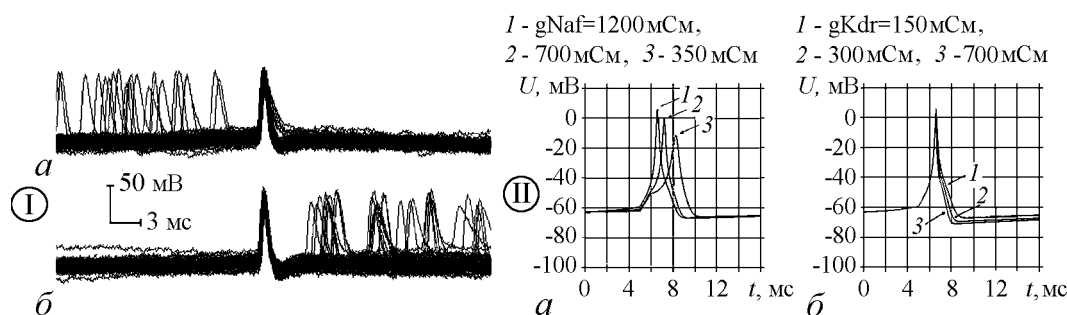 1 - gNaf=1200мСм,
2 - 700мСм, 3 - 350мСм
1 - gKdr=150мСм,
2 - 300мСм, 3 - 700мСм
а
I
50 мВ
3 мс
б
II
U, мВ
0
-20
-40
-60
-80
-100
0 4 8 12 t, мс
1
2
3
а
U, мВ
0
-20
-40
-60
-80
-100
0 4 8 12 t, мс
1
2
3
б